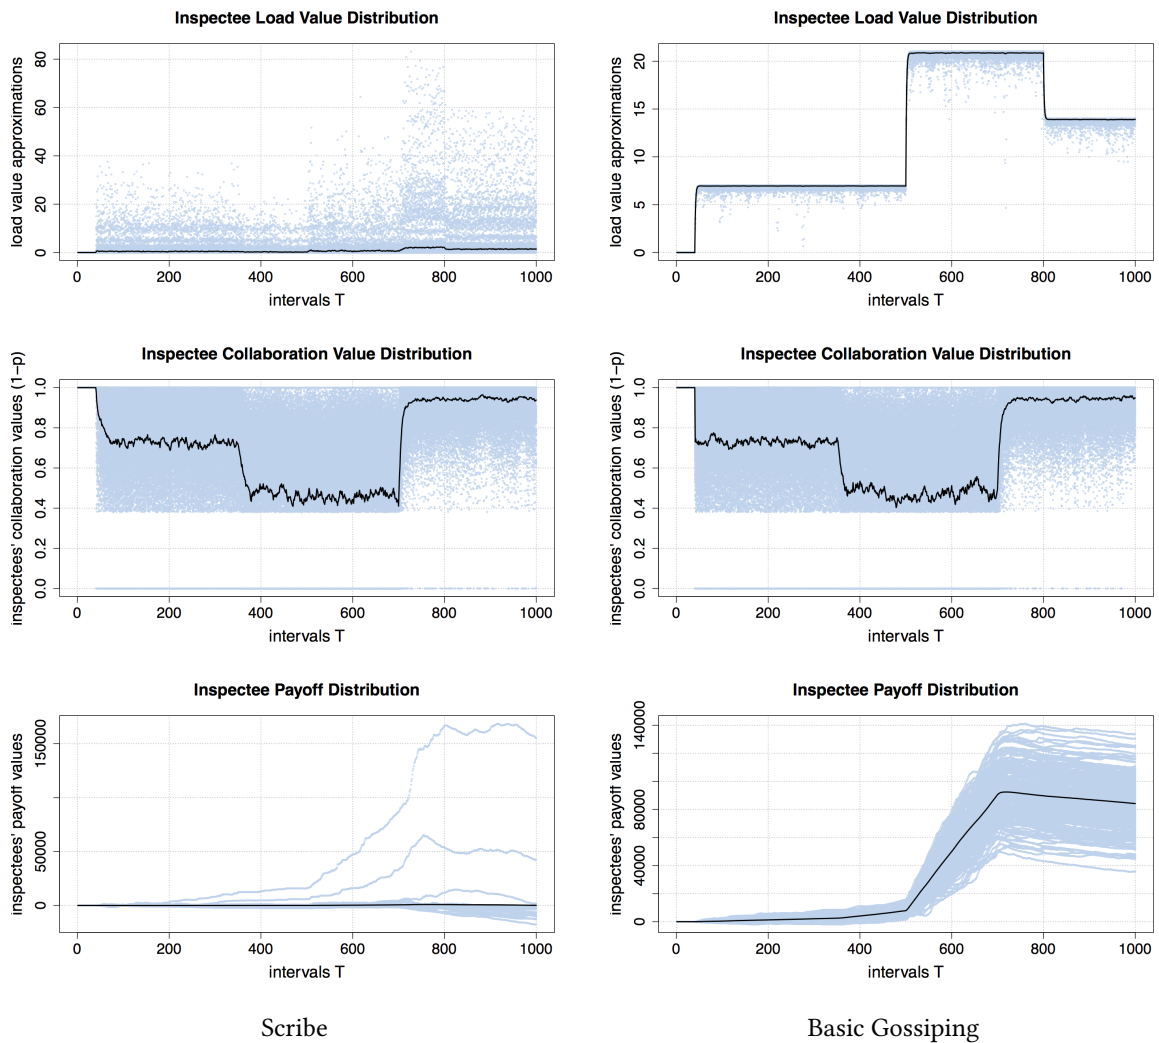 Inspectee Load Value Distribution
load value approximations
80
60
40
20
0
0 200 400 600 800 1000
intervals T
Inspectee Load Value Distribution
load value approximations
20
15
10
5
0
0 200 400 600 800 1000
intervals T
Inspectee Collaboration Value Distribution
inspectees' collaboration values (1−p)
1.0
0.8
0.6
0.4
0.2
0.0
0 200 400 600 800 1000
intervals T
Inspectee Collaboration Value Distribution
inspectees' collaboration values (1−p)
1.0
0.8
0.6
0.4
0.2
0.0
0 200 400 600 800 1000
intervals T
Inspectee Payoff Distribution
inspectees' payoff values
150000
50000
0
0 200 400 600 800 1000
intervals T
Inspectee Payoff Distribution
inspectees' payoff values
140000
80000
40000
0
0 200 400 600 800 1000
intervals T
Scribe
Basic Gossiping